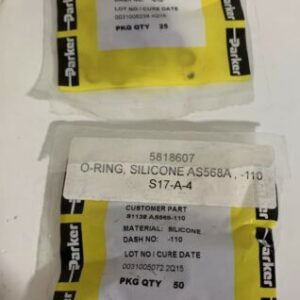 Parker
LOT NO / CURE DATE
PKG QTY 25
Parker
5818607
O-RING, SILICONE AS568A , -110
S17-A-4
CUSTOMER PART
S1138 AS568-110
MATERIAL: SILICONE
DASH NO: -110
LOT NO / CURE DATE
0031005072 2Q15
PKG QTY 50
Parker
Parker